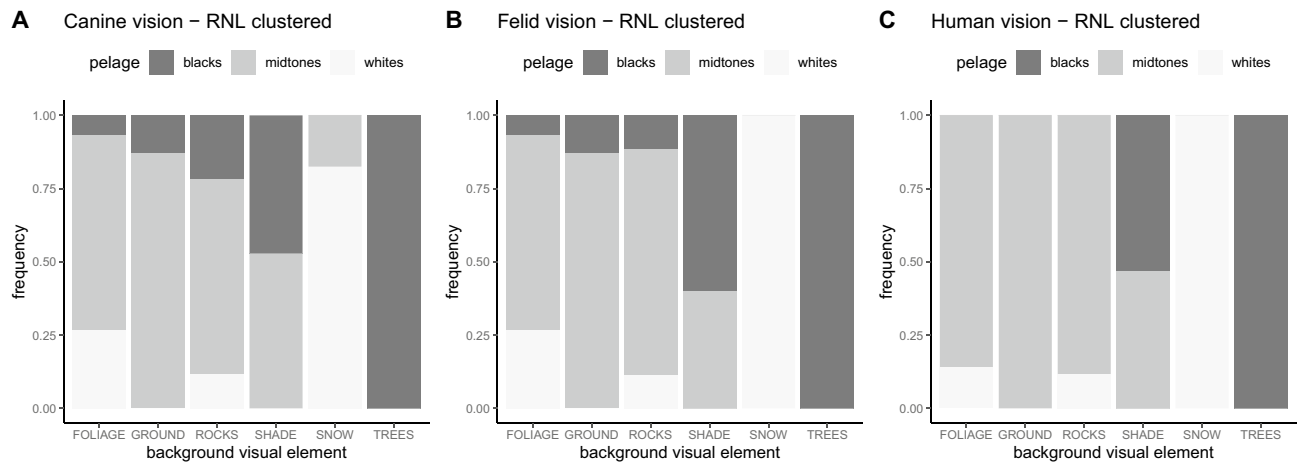 A Canine vision − RNL clustered
pelage blacks midtones whites
1.00
0.75
0.50
0.25
0.00
frequency
FOLIAGE GROUND ROCKS SHADE SNOW TREES
background visual element
B Felid vision − RNL clustered
pelage blacks midtones whites
1.00
0.75
0.50
0.25
0.00
frequency
FOLIAGE GROUND ROCKS SHADE SNOW TREES
background visual element
C Human vision − RNL clustered
pelage blacks midtones whites
1.00
0.75
0.50
0.25
0.00
frequency
FOLIAGE GROUND ROCKS SHADE SNOW TREES
background visual element